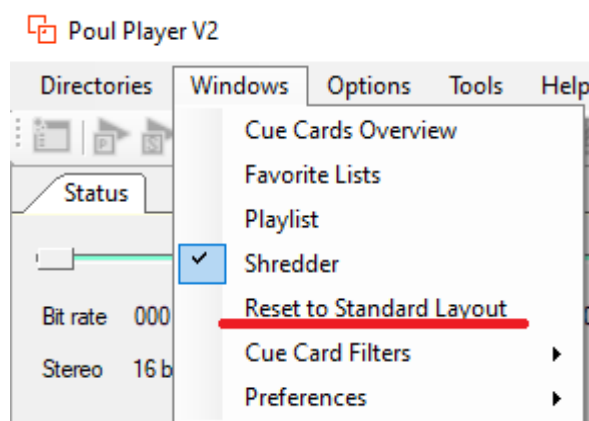 Poul Player V2
Directories Windows Options Tools Help
Cue Cards Overview
Favorite Lists
Status
Playlist
Shredder
Bit rate 000 Reset to Standard Layout
Stereo 16 b Cue Card Filters
Preferences